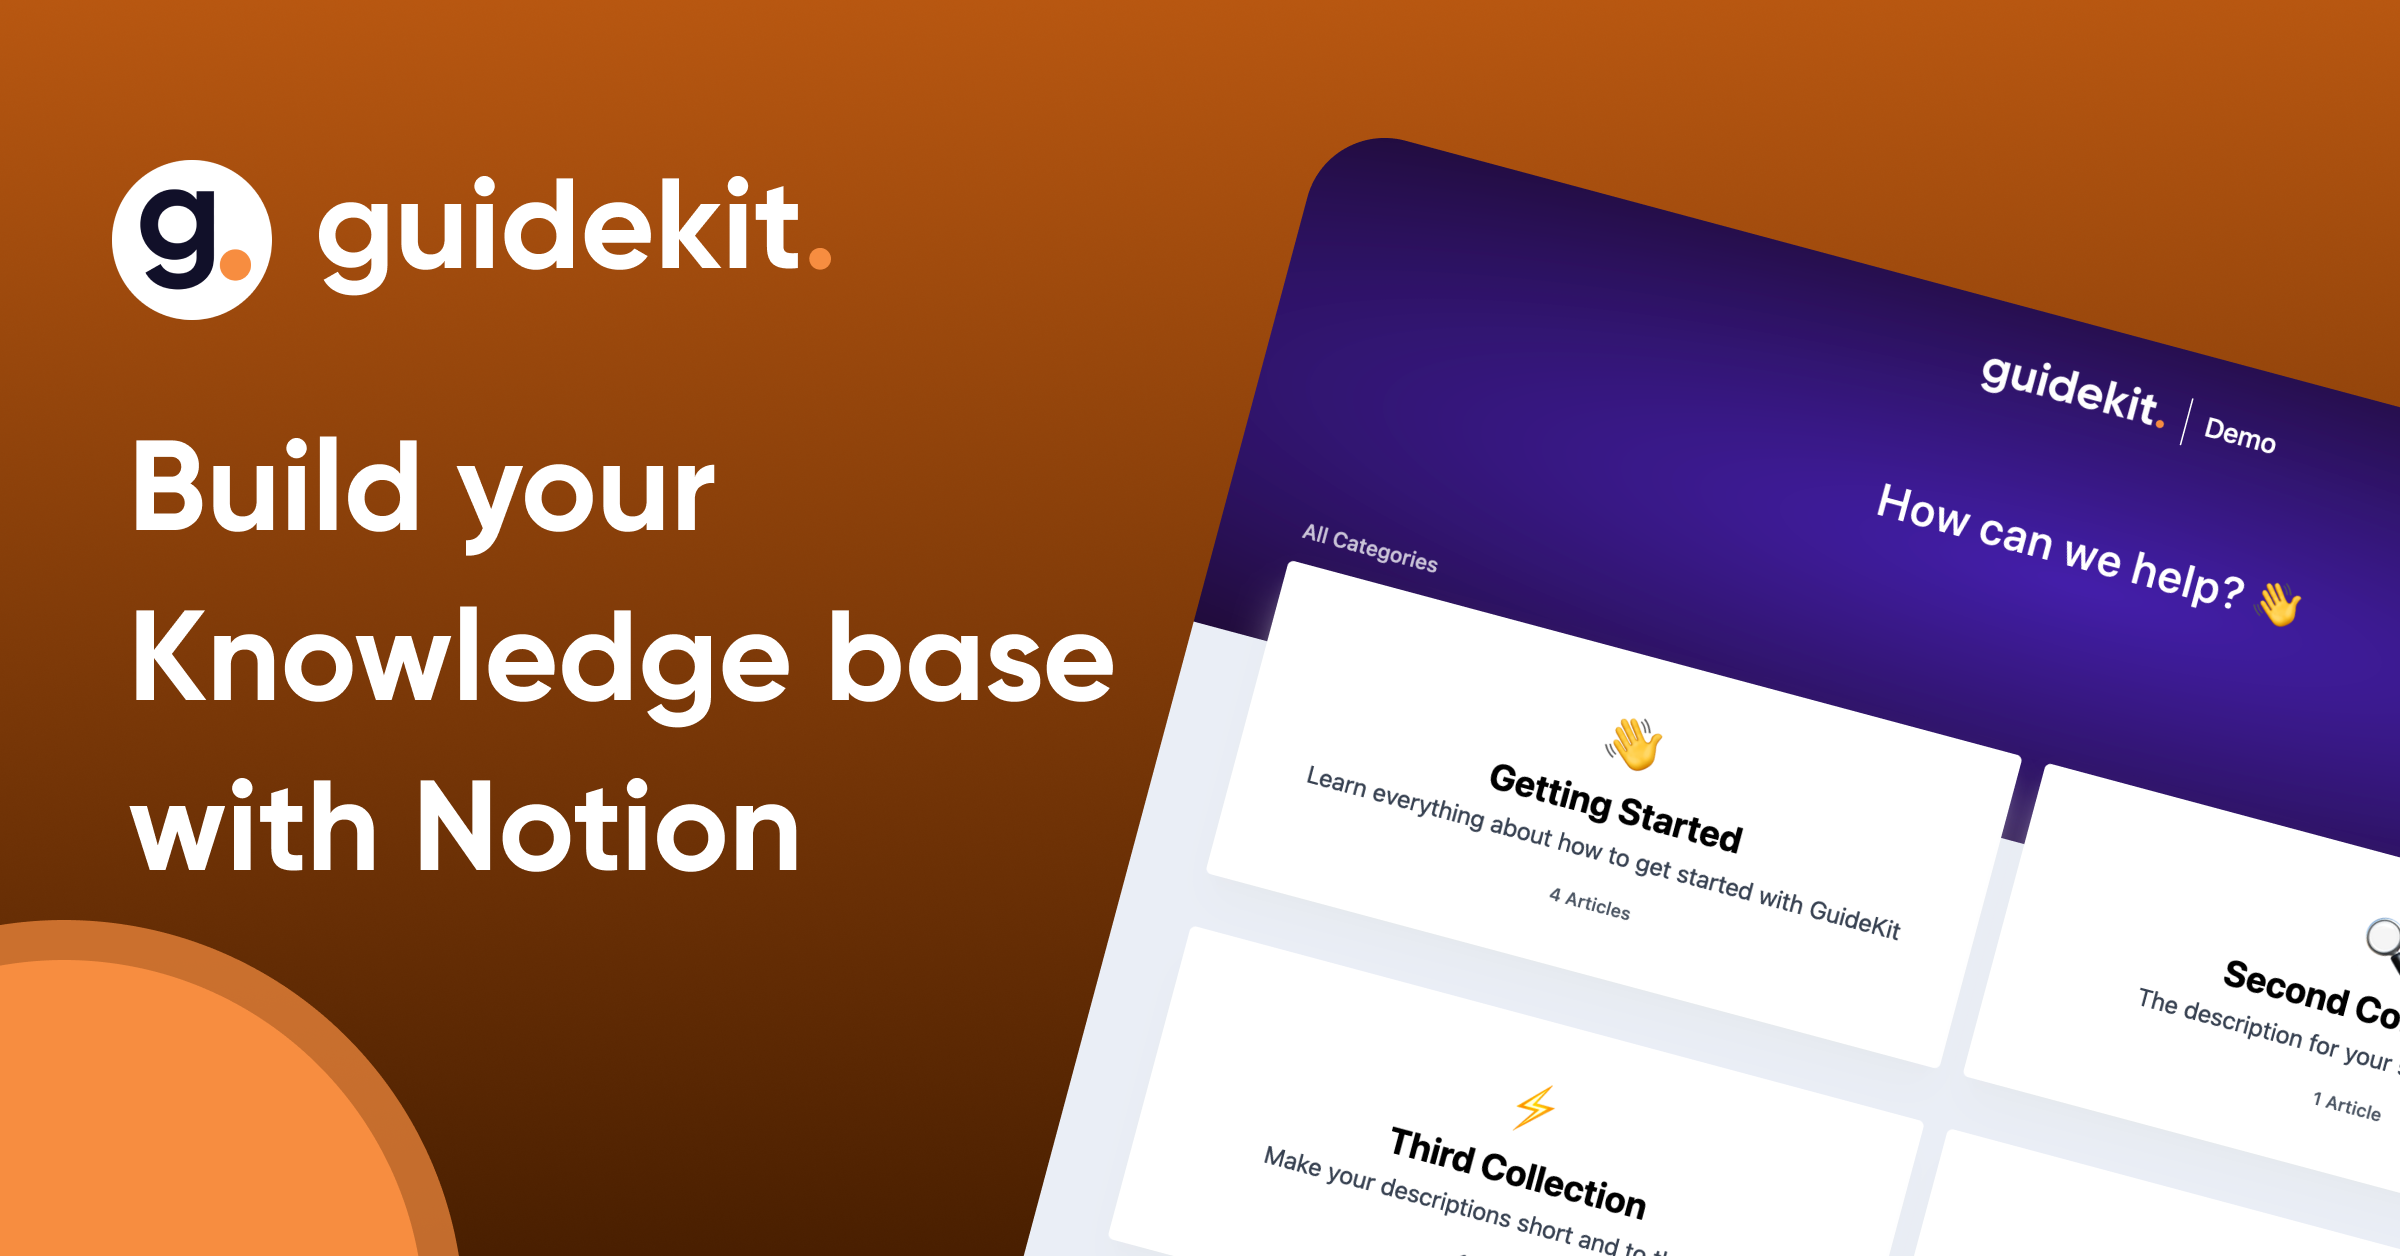 g.
guidekit.
Build your
Knowledge base
with Notion
guidekit. | Demo
How can we help? 👋
All Categories
Getting Started
Learn everything about how to get started with GuideKit
4 Articles
Second
The description for your
1 Article
Third Collection
Make your descriptions short and to